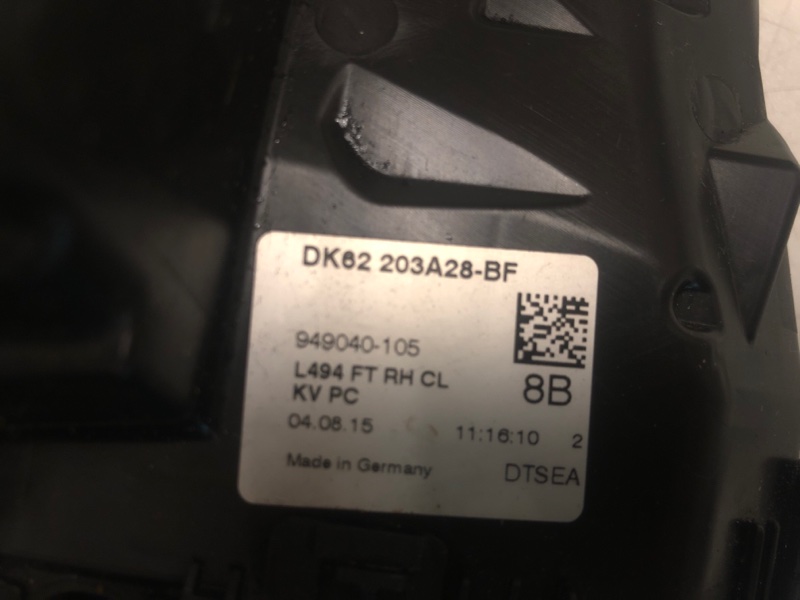 DK62 203A28-BF
949040-105
L494 FT RH CL
8B
KV PC
04.08.15 11:16:10 2
Made in Germany DTSEA